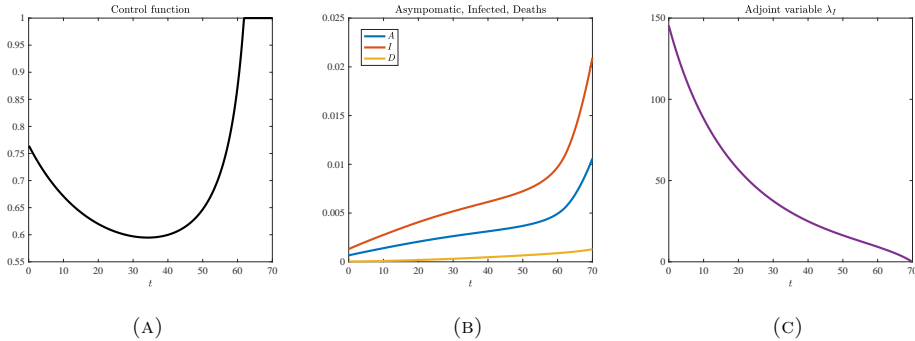 Control function
1
0.95
0.9
0.85
0.8
0.75
0.7
0.65
0.6
0.55
0 10 20 30 40 50 60 70
t
(A)
Asympomatic, Infected, Deaths
0.025
0.02
0.015
0.01
0.005
0
A
I
D
0 10 20 30 40 50 60 70
t
(B)
Adjoint variable λI
150
100
50
0
0 10 20 30 40 50 60 70
t
(C)